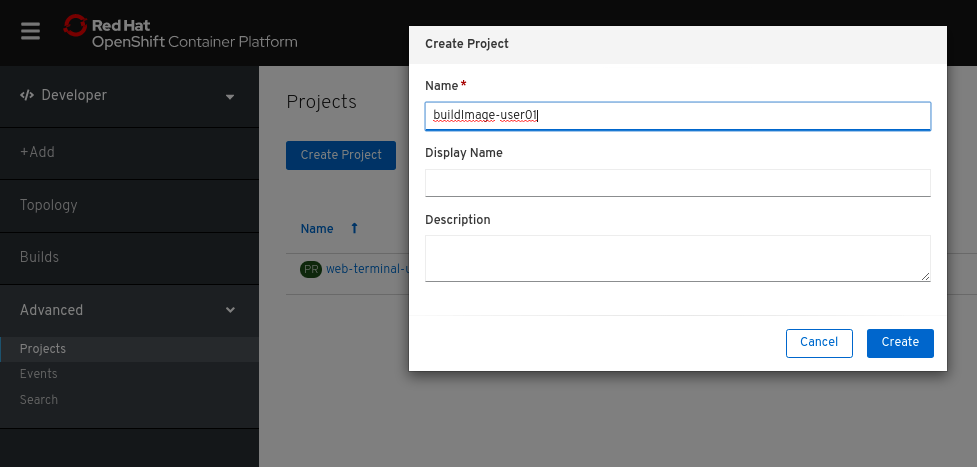 Red Hat
OpenShift Container Platform
Developer
+Add
Topology
Builds
Advanced
Projects
Events
Search
Projects
Create Project
Name
PR web-terminal-u
Create Project
Name *
buildImage-user01
Display Name
Description
Cancel
Create